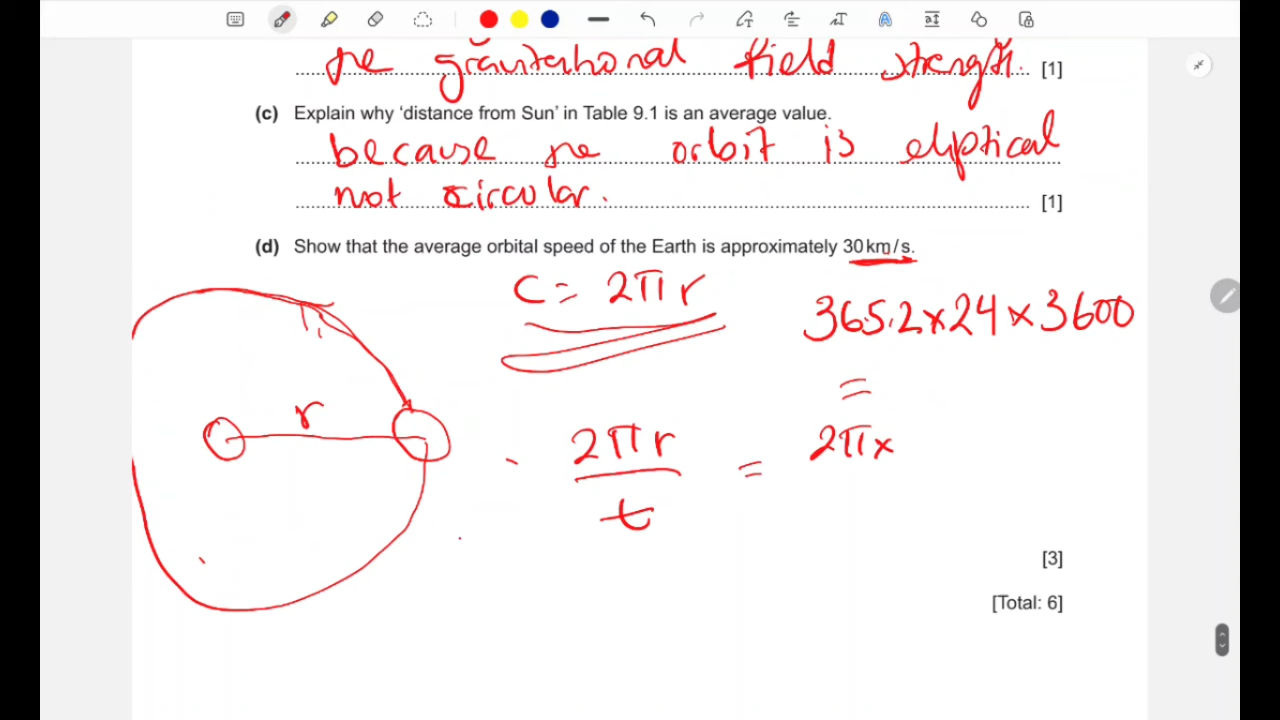 the gravitational field strength. [1]
(c) Explain why ‘distance from Sun’ in Table 9.1 is an average value.
because the orbit is eliptical
not circular. [1]
(d) Show that the average orbital speed of the Earth is approximately 30 km / s.
C = 2πr
365.2 x 24 x 3600
=
r
2πr / t = 2π x
[3]
[Total: 6]